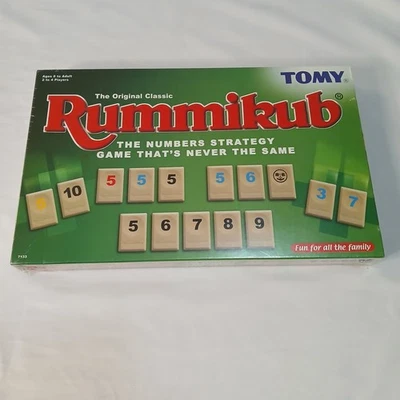 Ages 8 to Adult
2 to 4 Players
TOMY
The Original Classic
Rummikub®
THE NUMBERS STRATEGY
GAME THAT'S NEVER THE SAME
10 5 5 5 5 6 3 7
5 6 7 8 9
Fun for all the family